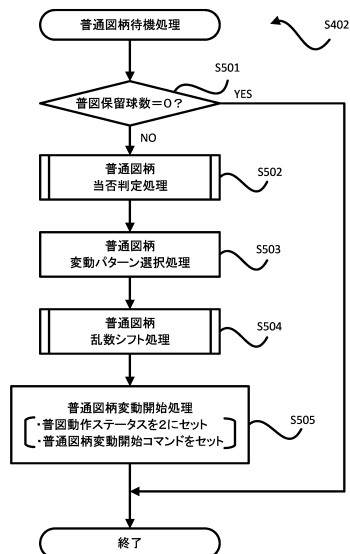 普通図柄待機処理
S402
S501
普図保留球数=0？
YES
NO
普通図柄
当否判定処理
S502
普通図柄
変動パターン選択処理
S503
普通図柄
乱数シフト処理
S504
普通図柄変動開始処理
・普図動作ステータスを2にセット
・普通図柄変動開始コマンドをセット
S505
終了